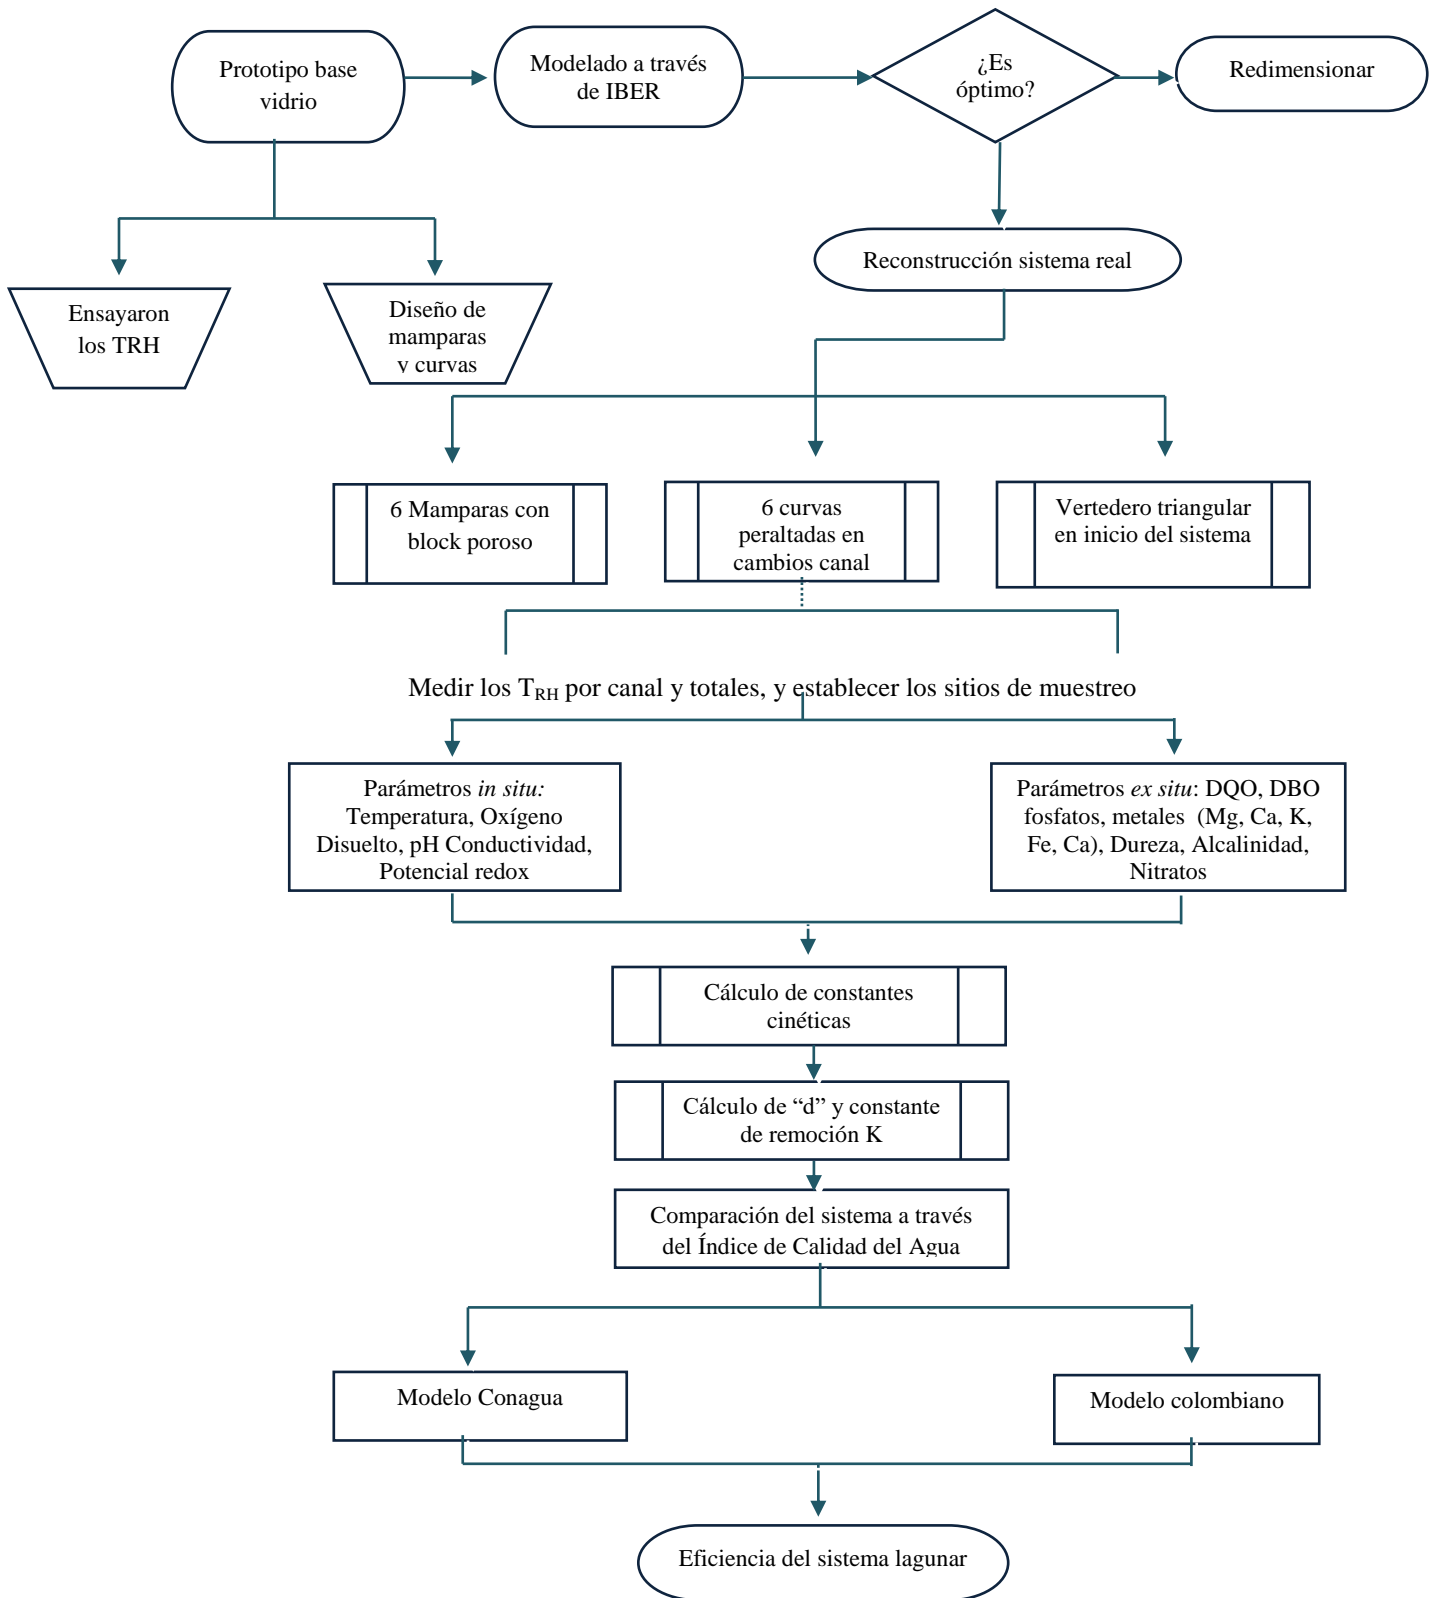 Prototipo base
vidrio
Modelado a través
de IBER
¿Es
óptimo?
Redimensionar
Ensayaron
los TRH
Diseño de
mamparas
y curvas
Reconstrucción sistema real
6 Mamparas con
block poroso
6 curvas
peraltadas en
cambios canal
Vertedero triangular
en inicio del sistema
Medir los TRH por canal y totales, y establecer los sitios de muestreo
Parámetros in situ:
Temperatura, Oxígeno
Disuelto, pH Conductividad,
Potencial redox
Parámetros ex situ: DQO, DBO
fosfatos, metales (Mg, Ca, K,
Fe, Ca), Dureza, Alcalinidad,
Nitratos
Cálculo de constantes
cinéticas
Cálculo de “d” y constante
de remoción K
Comparación del sistema a través
del Índice de Calidad del Agua
Modelo Conagua
Modelo colombiano
Eficiencia del sistema lagunar